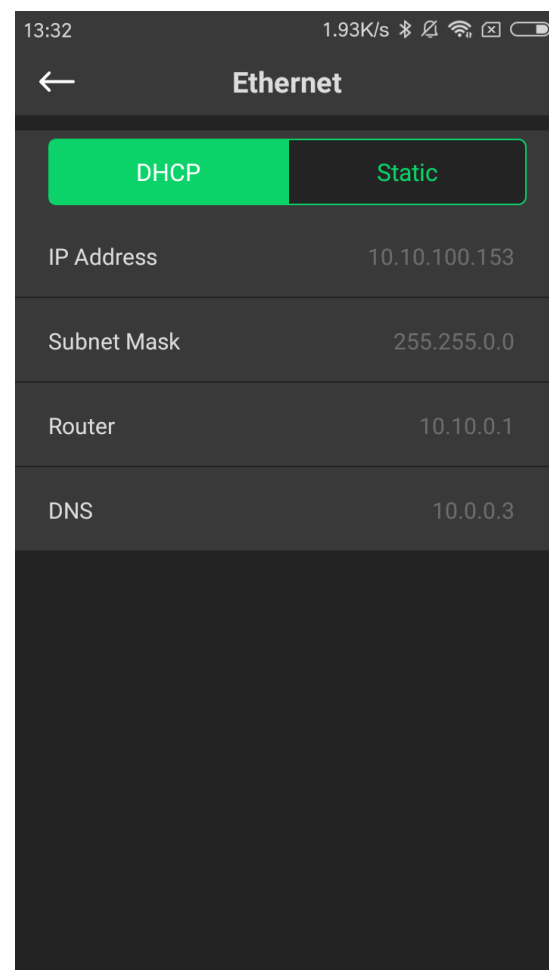 13:32 1.93K/s
Ethernet
DHCP Static
IP Address 10.10.100.153
Subnet Mask 255.255.0.0
Router 10.10.0.1
DNS 10.0.0.3